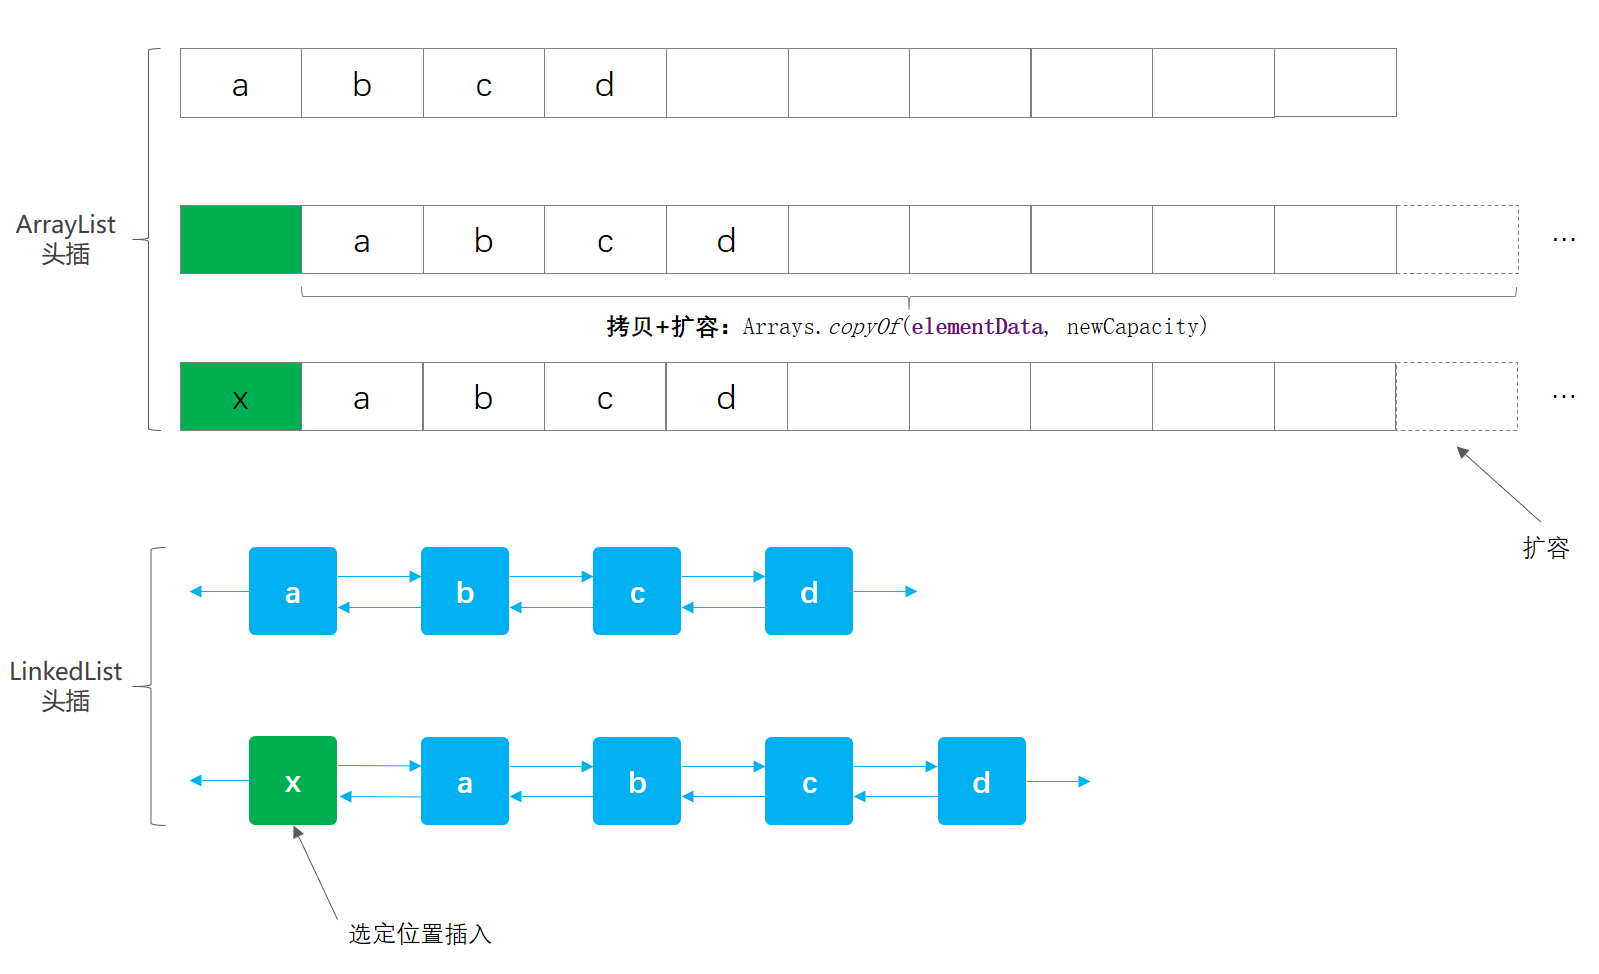 a b c d
ArrayList
头插
a b c d ...
拷贝+扩容：Arrays.copyOf(elementData, newCapacity)
x a b c d ...
扩容
a b c d
LinkedList
头插
x a b c d
选定位置插入